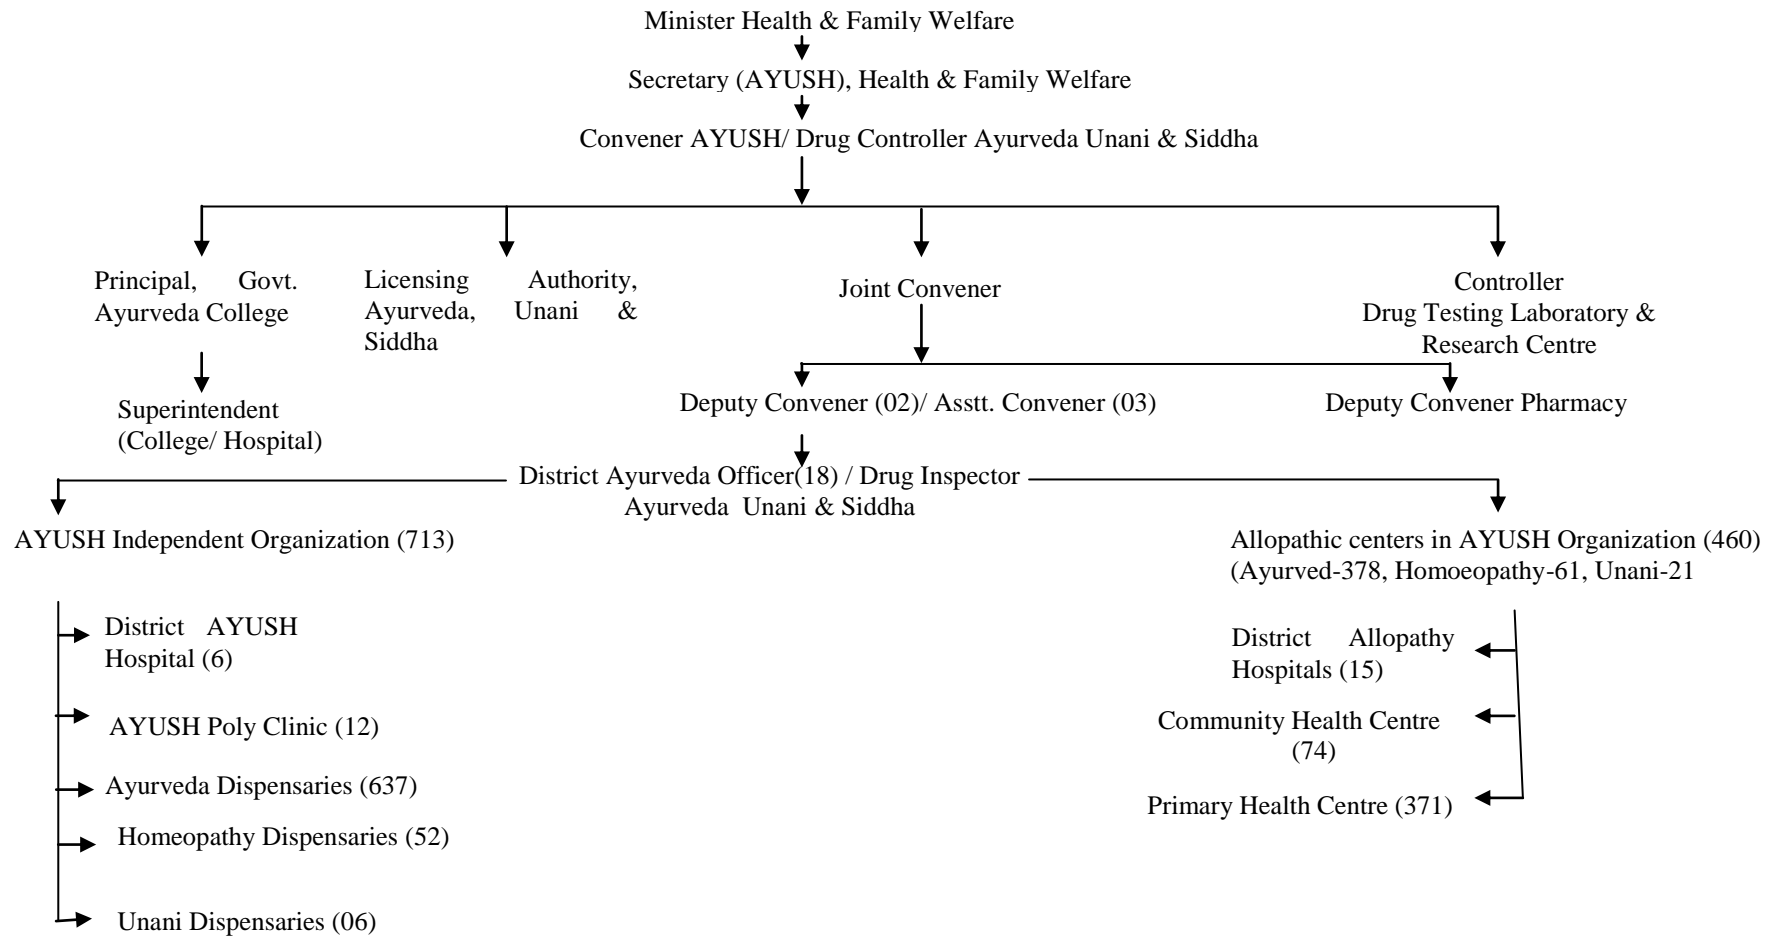 Minister Health & Family Welfare
Secretary (AYUSH), Health & Family Welfare
Convener AYUSH/ Drug Controller Ayurveda Unani & Siddha
Principal, Govt.
Ayurveda College
Licensing Authority,
Ayurveda, Unani &
Siddha
Joint Convener
Controller
Drug Testing Laboratory &
Research Centre
Superintendent
(College/ Hospital)
Deputy Convener (02)/ Asstt. Convener (03)
Deputy Convener Pharmacy
District Ayurveda Officer(18) / Drug Inspector
Ayurveda Unani & Siddha
AYUSH Independent Organization (713)
Allopathic centers in AYUSH Organization (460)
(Ayurved-378, Homoeopathy-61, Unani-21
District AYUSH
Hospital (6)
AYUSH Poly Clinic (12)
Ayurveda Dispensaries (637)
Homeopathy Dispensaries (52)
Unani Dispensaries (06)
District Allopathy
Hospitals (15)
Community Health Centre
(74)
Primary Health Centre (371)